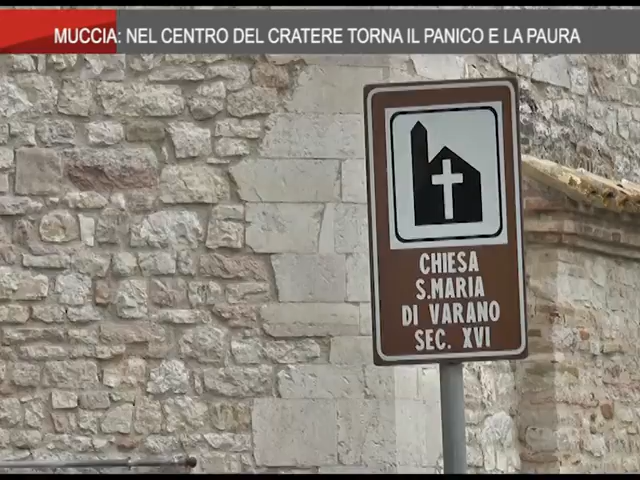 MUCCIA: NEL CENTRO DEL CRATERE TORNA IL PANICO E LA PAURA
CHIESA
S.MARIA
DI VARANO
SEC. XVI